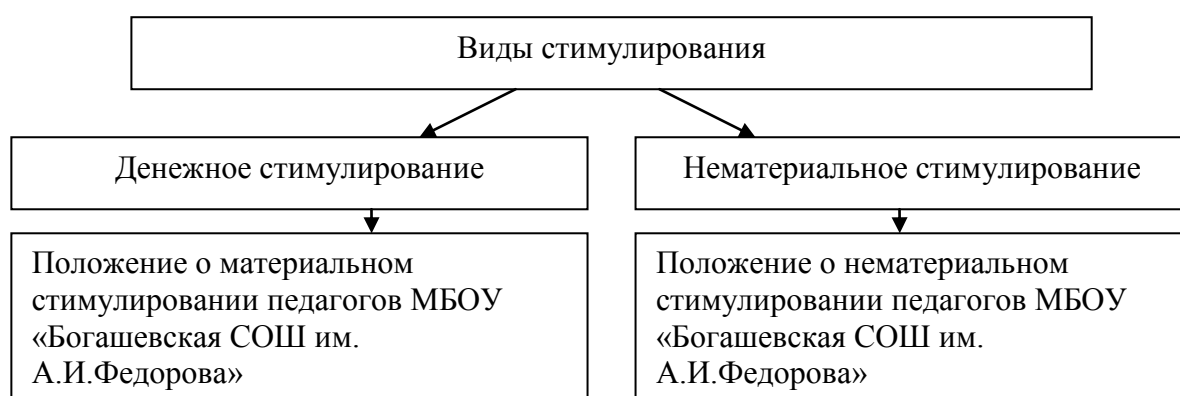 Виды стимулирования
Денежное стимулирование
Нематериальное стимулирование
Положение о материальном
стимулировании педагогов МБОУ
«Богашевская СОШ им.
А.И.Федорова»
Положение о нематериальном
стимулировании педагогов МБОУ
«Богашевская СОШ им.
А.И.Федорова»